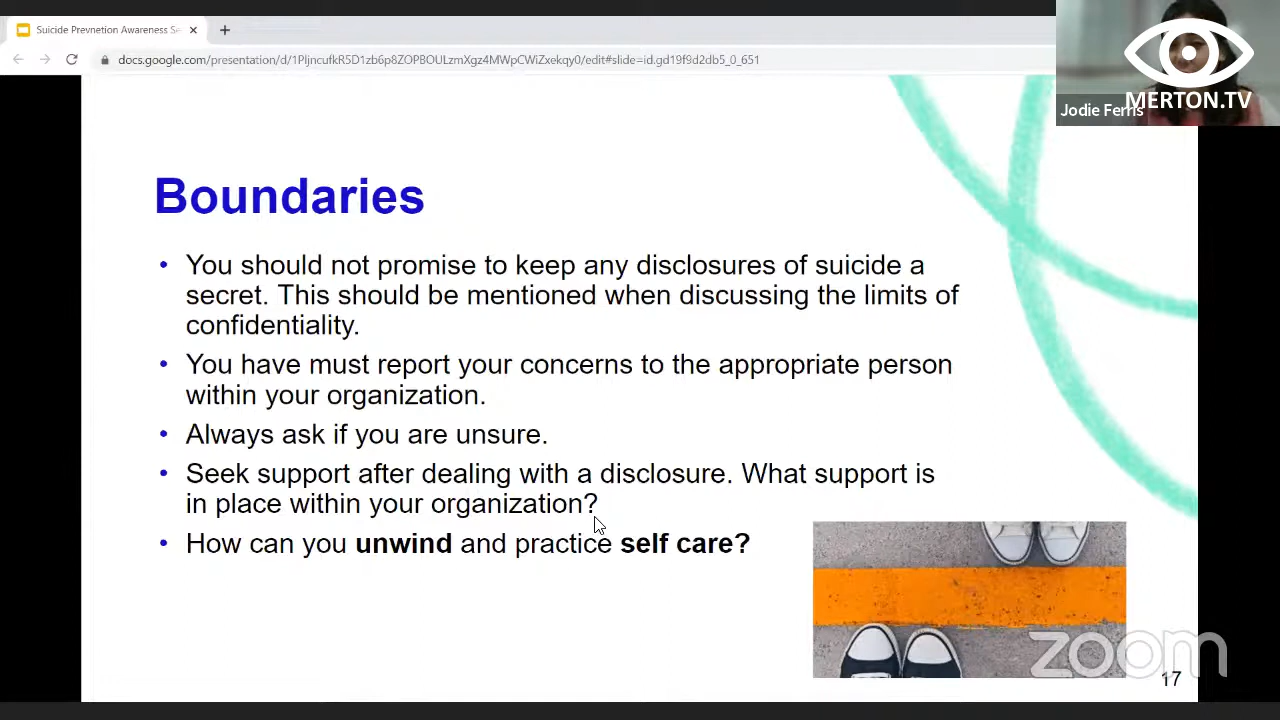 Suicide Prevnetion Awareness Se
docs.google.com/presentation/d/1PIjncufkR5D1zb6p8ZOPBOULzmXgz4MWpCWiZxekqy0/edit#slide=id.gd19f9d2db5_0_651
Jodie Ferris
MERTON.TV
Boundaries
• You should not promise to keep any disclosures of suicide a
secret. This should be mentioned when discussing the limits of
confidentiality.
• You have must report your concerns to the appropriate person
within your organization.
• Always ask if you are unsure.
• Seek support after dealing with a disclosure. What support is
in place within your organization?
• How can you unwind and practice self care?
zoom
17